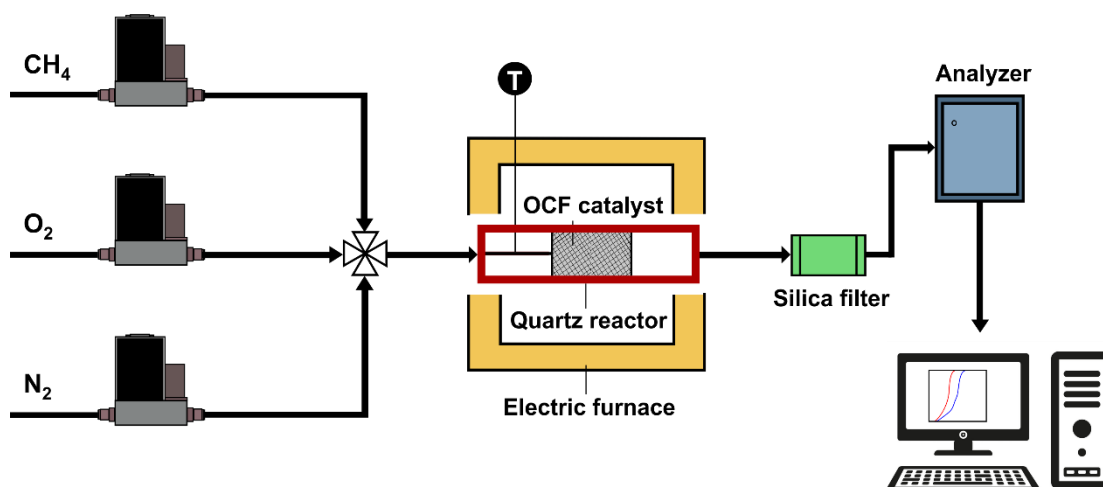 CH₄
O₂
N₂
T
OCF catalyst
Quartz reactor
Electric furnace
Silica filter
Analyzer